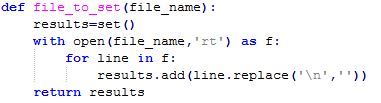 def file_to_set(file_name):
    results=set()
    with open(file_name,'rt') as f:
        for line in f:
            results.add(line.replace('\n',''))
    return results